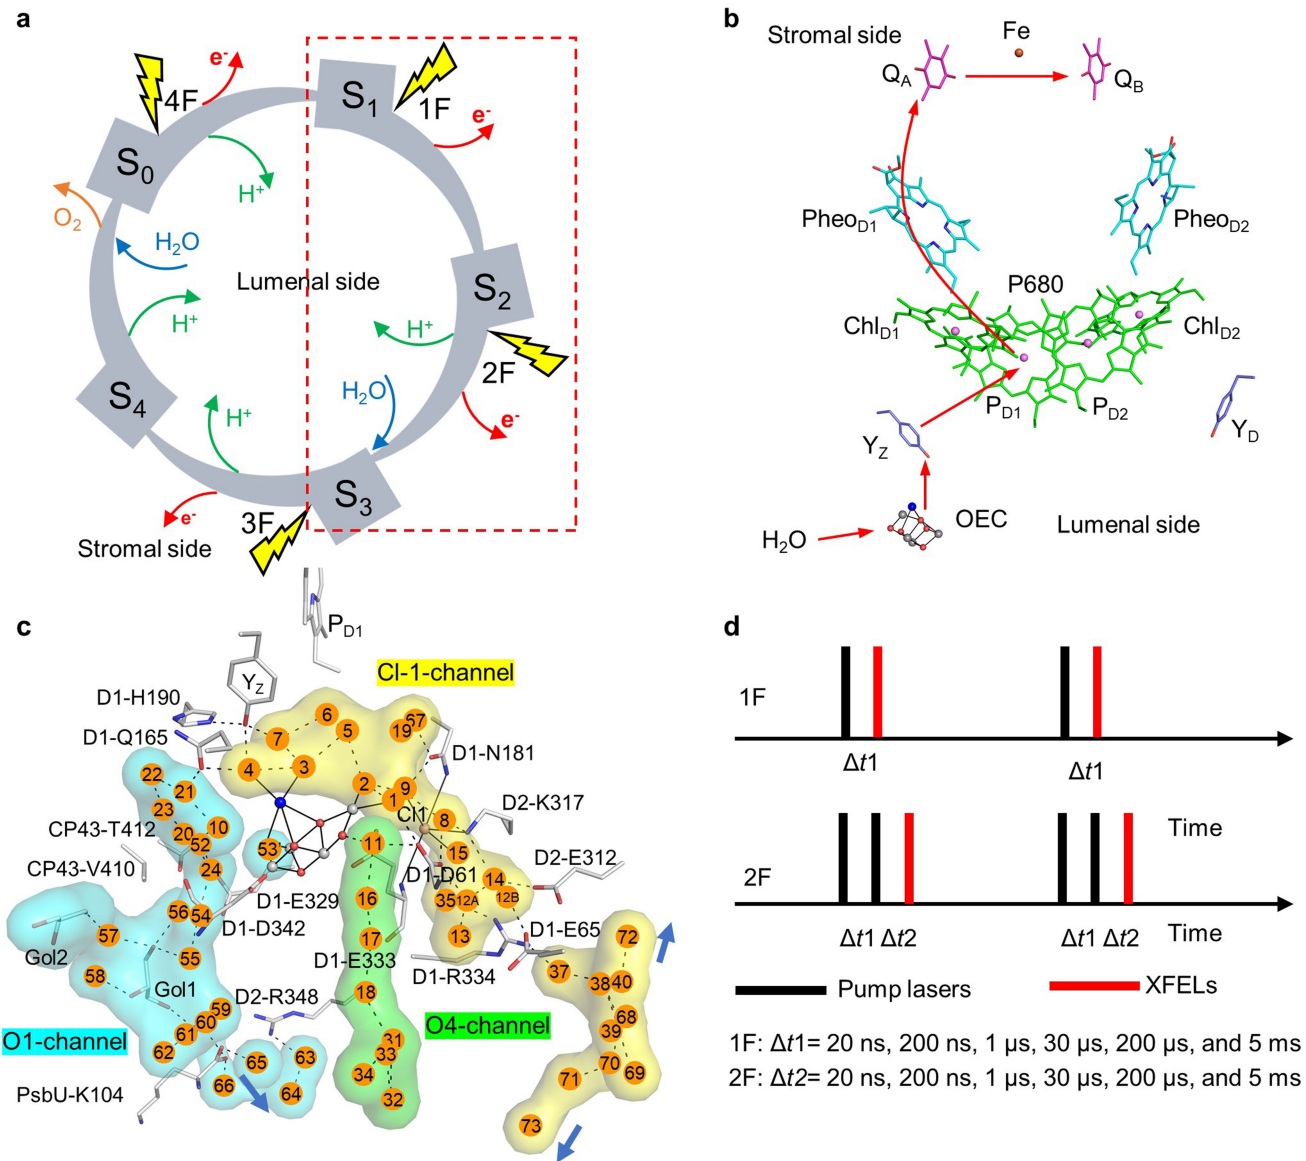 a
S0
S1
S2
S3
S4
1F
2F
3F
4F
e-
e-
e-
e-
H+
H+
H+
H+
H2O
H2O
O2
Lumenal side
Stromal side
b
Stromal side
Fe
QA
QB
PheoD1
PheoD2
P680
ChlD1
ChlD2
PD1
PD2
YZ
YD
OEC
H2O
Lumenal side
c
PD1
YZ
Cl-1-channel
D1-H190
D1-Q165
D1-N181
D2-K317
D2-E312
CP43-T412
CP43-V410
Cl1
D1-D61
D1-E329
D1-D342
D1-E65
D1-E333
D1-R334
Gol2
Gol1
D2-R348
O1-channel
O4-channel
PsbU-K104
6
5
7
4
3
2
1
9
19
67
8
15
14
12A
12B
35
13
37
38
40
72
68
39
70
69
71
73
22
21
23
10
20
52
24
53
56
54
57
55
58
59
60
61
62
65
66
63
64
11
16
17
18
31
33
34
32
d
1F
Δt1
Δt1
Time
2F
Δt1 Δt2
Δt1 Δt2
Time
Pump lasers
XFELs
1F: Δt1= 20 ns, 200 ns, 1 µs, 30 µs, 200 µs, and 5 ms
2F: Δt2= 20 ns, 200 ns, 1 µs, 30 µs, 200 µs, and 5 ms